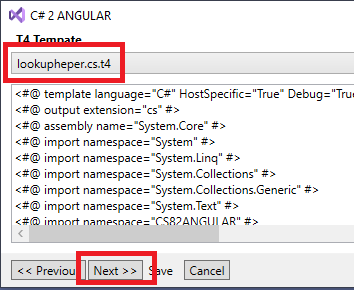 C# 2 ANGULAR
T4 Tempate
lookupheper.cs.t4
<#@ template language="C#" HostSpecific="True" Debug="True
<#@ output extension="cs" #>
<#@ assembly name="System.Core" #>
<#@ import namespace="System" #>
<#@ import namespace="System.Linq" #>
<#@ import namespace="System.Collections" #>
<#@ import namespace="System.Collections.Generic" #>
<#@ import namespace="System.Text" #>
<#@ import namespace="CS82ANGULAR" #>
<< Previou Next >> Save Cancel